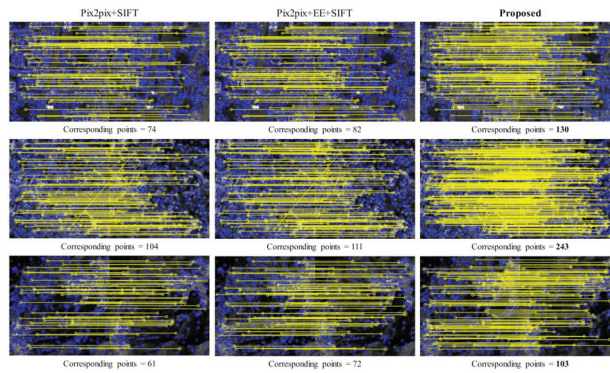 Pix2pix+SIFT Pix2pix+EE+SIFT Proposed
Corresponding points = 74 Corresponding points = 82 Corresponding points = 130
Corresponding points = 104 Corresponding points = 111 Corresponding points = 243
Corresponding points = 61 Corresponding points = 72 Corresponding points = 103